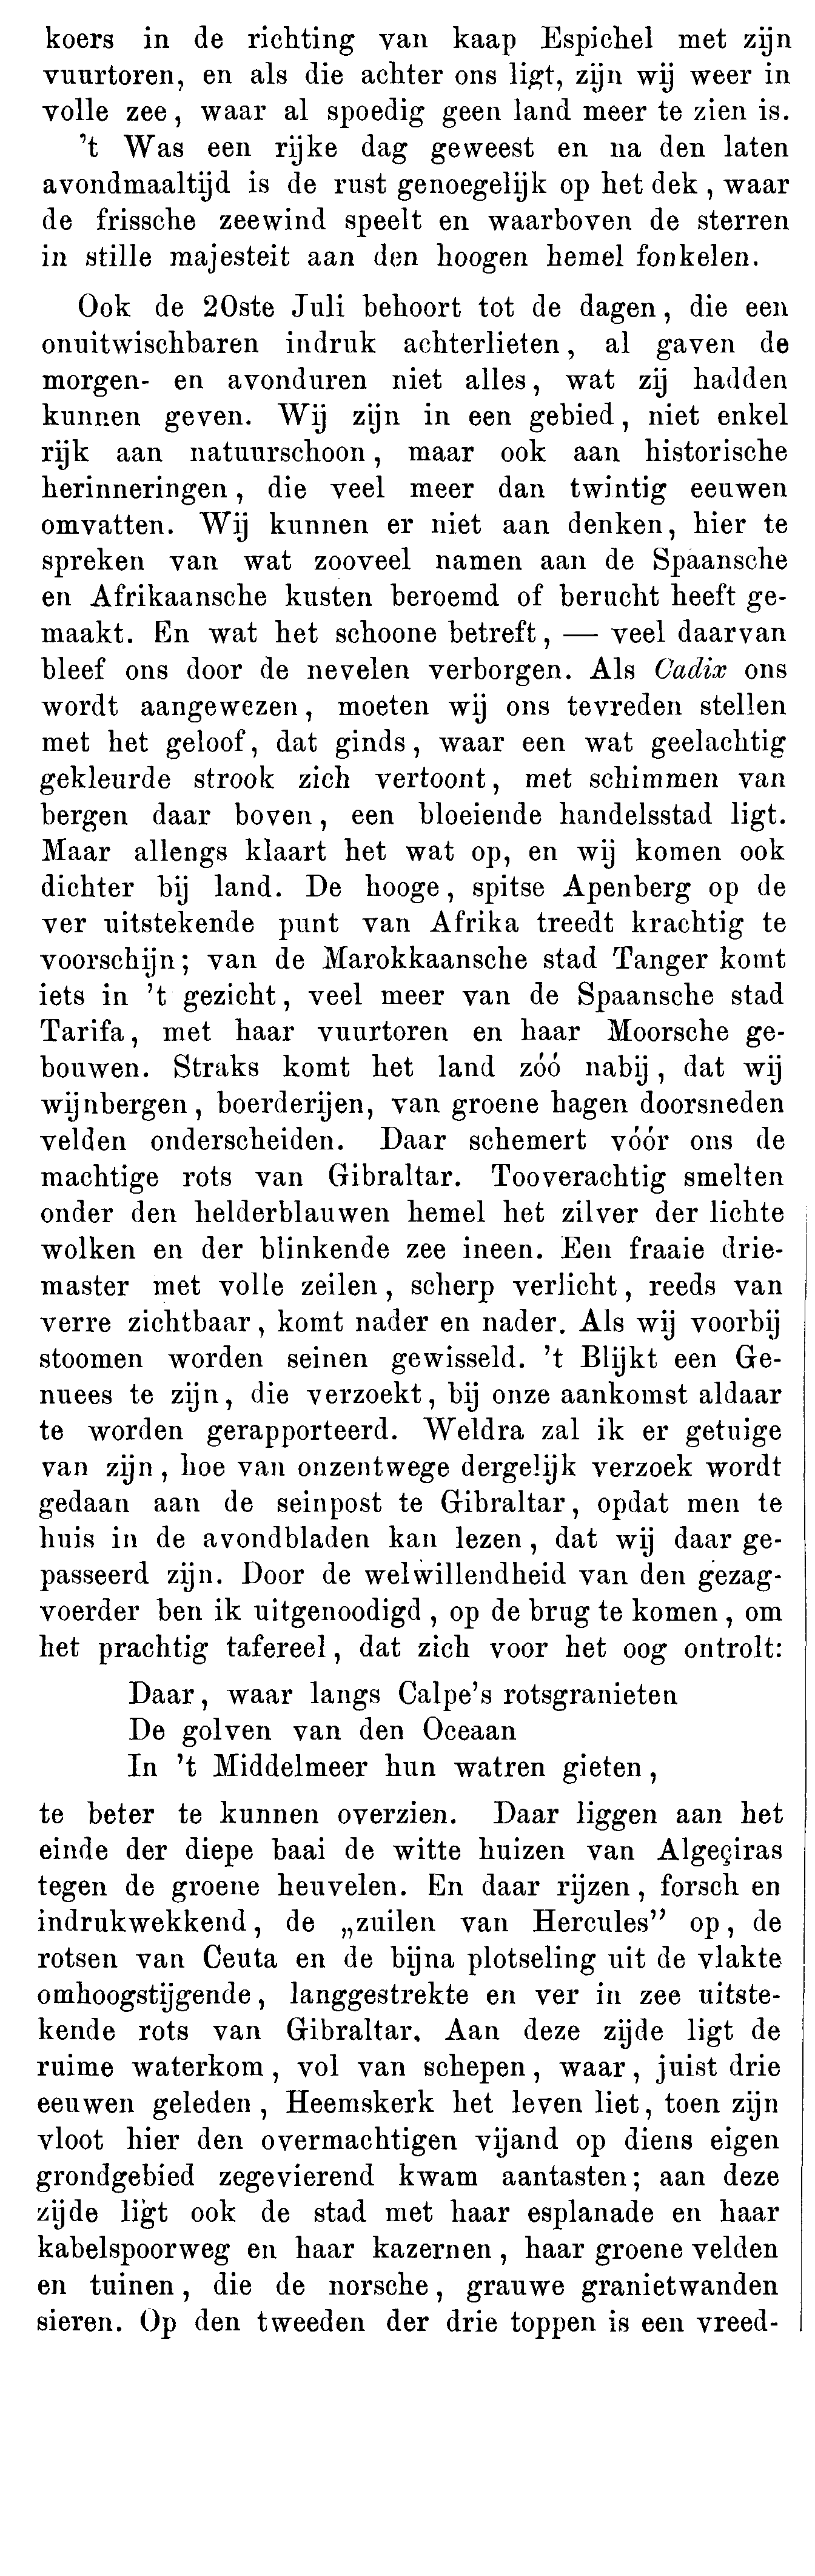 koers in de richting van kaap Espichel met zijn
vuurtoren, en als die achter ons ligt, zijn wij weer in
volle zee, waar al spoedig geen land meer te zien is.
't Was een rijke dag geweest en na den laten
avondmaaltijd is de rust genoegelijk op het dek, waar
de frissche zeewind speelt en waarboven de sterren
in stille majesteit aan den hoogen hemel fonkelen.
Ook de 20ste Juli behoort tot de dagen, die een
onuitwischbaren indruk achterlieten, al gaven de
morgen- en avonduren niet alles, wat zij hadden
kunnen geven. Wij zijn in een gebied, niet enkel
rijk aan natuurschoon, maar ook aan historische
herinneringen, die veel meer dan twintig eeuwen
omvatten. Wij kunnen er niet aan denken, hier te
spreken van wat zooveel namen aan de Spaansche
en Afrikaansche kusten beroemd of berucht heeft ge-
maakt. En wat het schoone betreft, — veel daarvan
bleef ons door de nevelen verborgen. Als Cadix ons
wordt aangewezen, moeten wij ons tevreden stellen
met het geloof, dat ginds, waar een wat geelachtig
gekleurde strook zich vertoont, met schimmen van
bergen daar boven, een bloeiende handelsstad ligt.
Maar allengs klaart het wat op, en wij komen ook
dichter bij land. De hooge, spitse Apenberg op de
ver uitstekende punt van Afrika treedt krachtig te
voorschijn; van de Marokkaansche stad Tanger komt
iets in 't gezicht, veel meer van de Spaansche stad
Tarifa, met haar vuurtoren en haar Moorsche ge-
bouwen. Straks komt het land zóó nabij, dat wij
wijnbergen, boerderijen, van groene hagen doorsneden
velden onderscheiden. Daar schemert vóór ons de
machtige rots van Gibraltar. Tooverachtig smelten
onder den helderblauwen hemel het zilver der lichte
wolken en der blinkende zee ineen. Een fraaie drie-
master met volle zeilen, scherp verlicht, reeds van
verre zichtbaar, komt nader en nader. Als wij voorbij
stoomen worden seinen gewisseld. 't Blijkt een Ge-
nuees te zijn, die verzoekt, bij onze aankomst aldaar
te worden gerapporteerd. Weldra zal ik er getuige
van zijn, hoe van onzentwege dergelijk verzoek wordt
gedaan aan de seinpost te Gibraltar, opdat men te
huis in de avondbladen kan lezen, dat wij daar ge-
passeerd zijn. Door de welwillendheid van den gezag-
voerder ben ik uitgenoodigd, op de brug te komen, om
het prachtig tafereel, dat zich voor het oog ontrolt:
Daar, waar langs Calpe's rotsgranieten
De golven van den Oceaan
In 't Middelmeer hun watren gieten,
te beter te kunnen overzien. Daar liggen aan het
einde der diepe baai de witte huizen van Algeçiras
tegen de groene heuvelen. En daar rijzen, forsch en
indrukwekkend, de „zuilen van Hercules” op, de
rotsen van Ceuta en de bijna plotseling uit de vlakte
omhoogstijgende, langgestrekte en ver in zee uitste-
kende rots van Gibraltar. Aan deze zijde ligt de
ruime waterkom, vol van schepen, waar, juist drie
eeuwen geleden, Heemskerk het leven liet, toen zijn
vloot hier den overmachtigen vijand op diens eigen
grondgebied zegevierend kwam aantasten; aan deze
zijde ligt ook de stad met haar esplanade en haar
kabelspoorweg en haar kazernen, haar groene velden
en tuinen, die de norsche, grauwe granietwanden
sieren. Op den tweeden der drie toppen is een vreed-